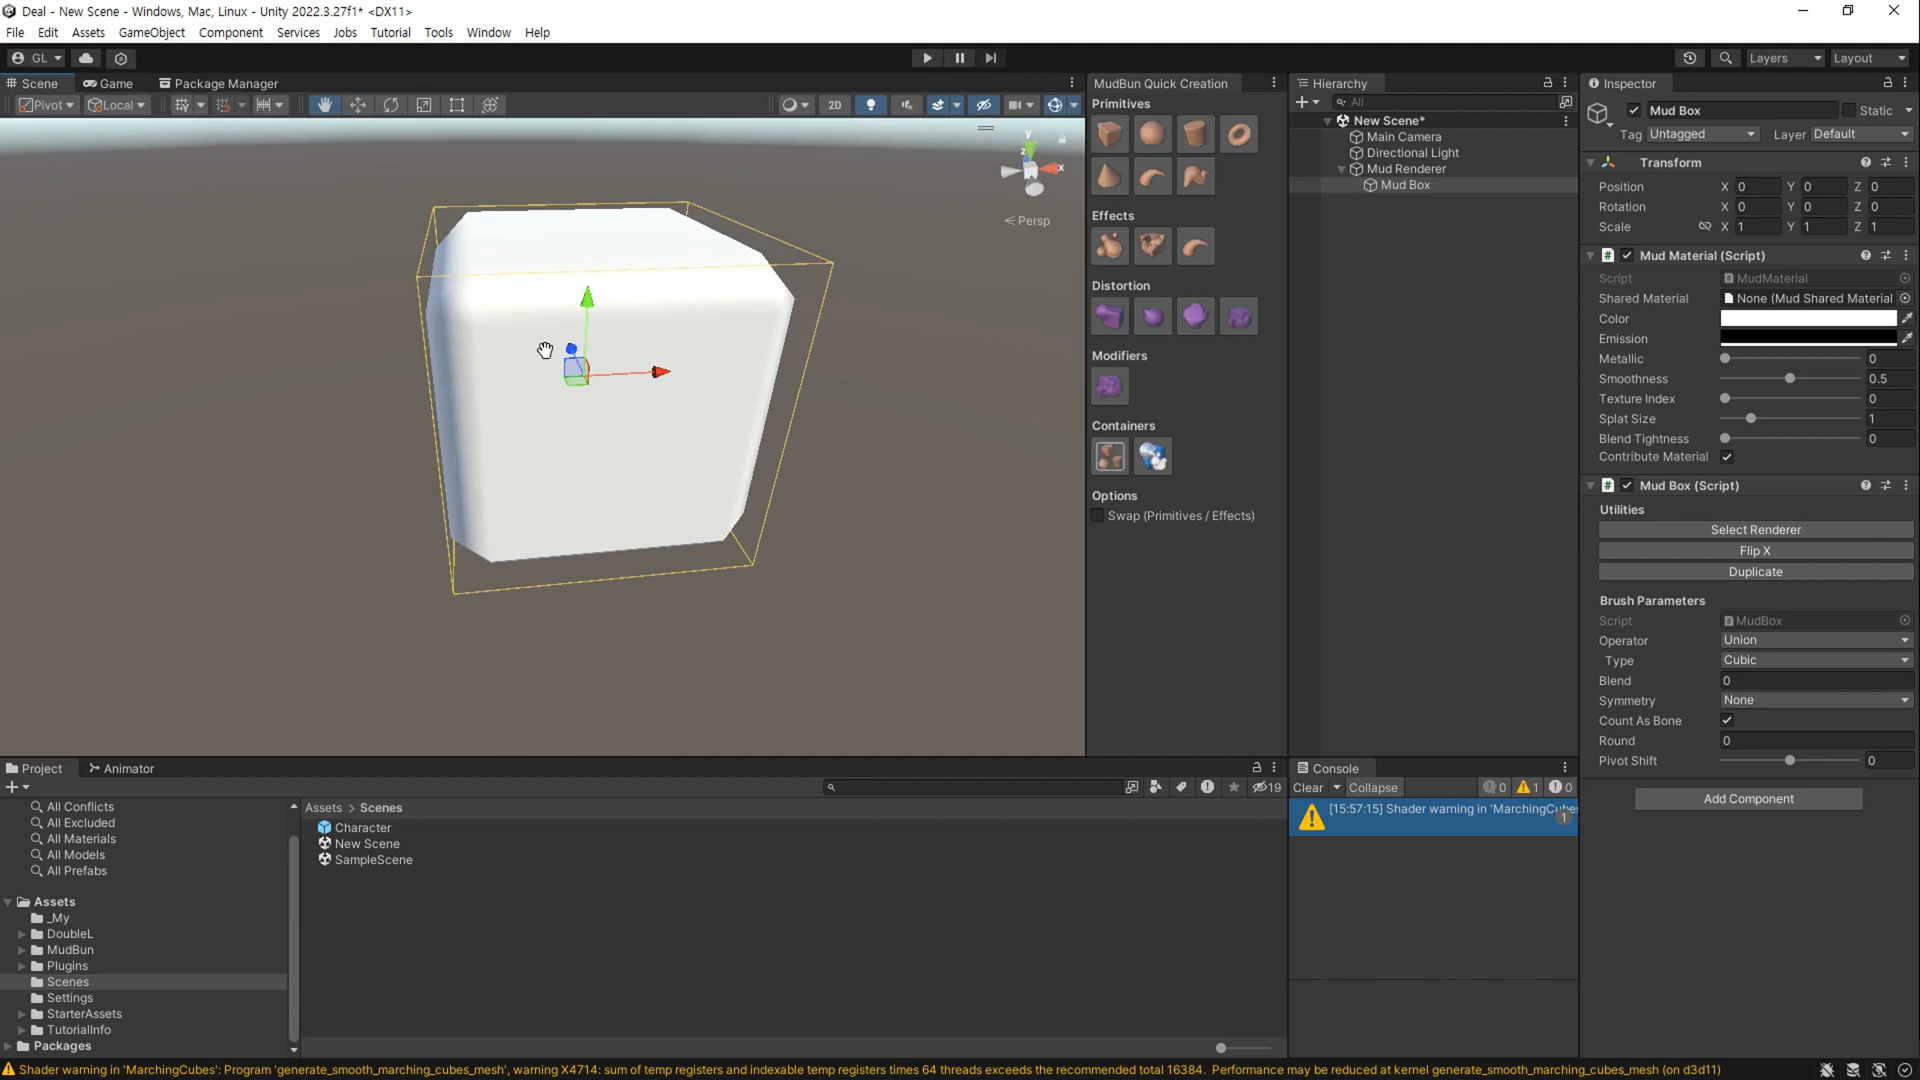 Deal - New Scene - Windows, Mac, Linux - Unity 2022.3.27f1* <DX11>
File Edit Assets GameObject Component Services Jobs Tutorial Tools Window Help
GL Layers Layout
Scene Game Package Manager
Pivot Local 2D
y
z
x
Persp
MudBun Quick Creation
Primitives
Effects
Distortion
Modifiers
Containers
Options
Swap (Primitives / Effects)
Hierarchy
All
New Scene*
Main Camera
Directional Light
Mud Renderer
Mud Box
Inspector
Mud Box Static
Tag Untagged Layer Default
Transform
Position X 0 Y 0 Z 0
Rotation X 0 Y 0 Z 0
Scale X 1 Y 1 Z 1
Mud Material (Script)
Script MudMaterial
Shared Material None (Mud Shared Material
Color
Emission
Metallic 0
Smoothness 0.5
Texture Index 0
Splat Size 1
Blend Tightness 0
Contribute Material
Mud Box (Script)
Utilities
Select Renderer
Flip X
Duplicate
Brush Parameters
Script MudBox
Operator Union
Type Cubic
Blend 0
Symmetry None
Count As Bone
Round 0
Pivot Shift 0
Add Component
Project Animator
19
All Conflicts
All Excluded
All Materials
All Models
All Prefabs
Assets
_My
DoubleL
MudBun
Plugins
Scenes
Settings
StarterAssets
TutorialInfo
Packages
Assets > Scenes
Character
New Scene
SampleScene
Console
Clear Collapse 0 1 0
[15:57:15] Shader warning in 'MarchingCubes
1
Shader warning in 'MarchingCubes': Program 'generate_smooth_marching_cubes_mesh', warning X4714: sum of temp registers and indexable temp registers times 64 threads exceeds the recommended total 16384. Performance may be reduced at kernel generate_smooth_marching_cubes_mesh (on d3d11)